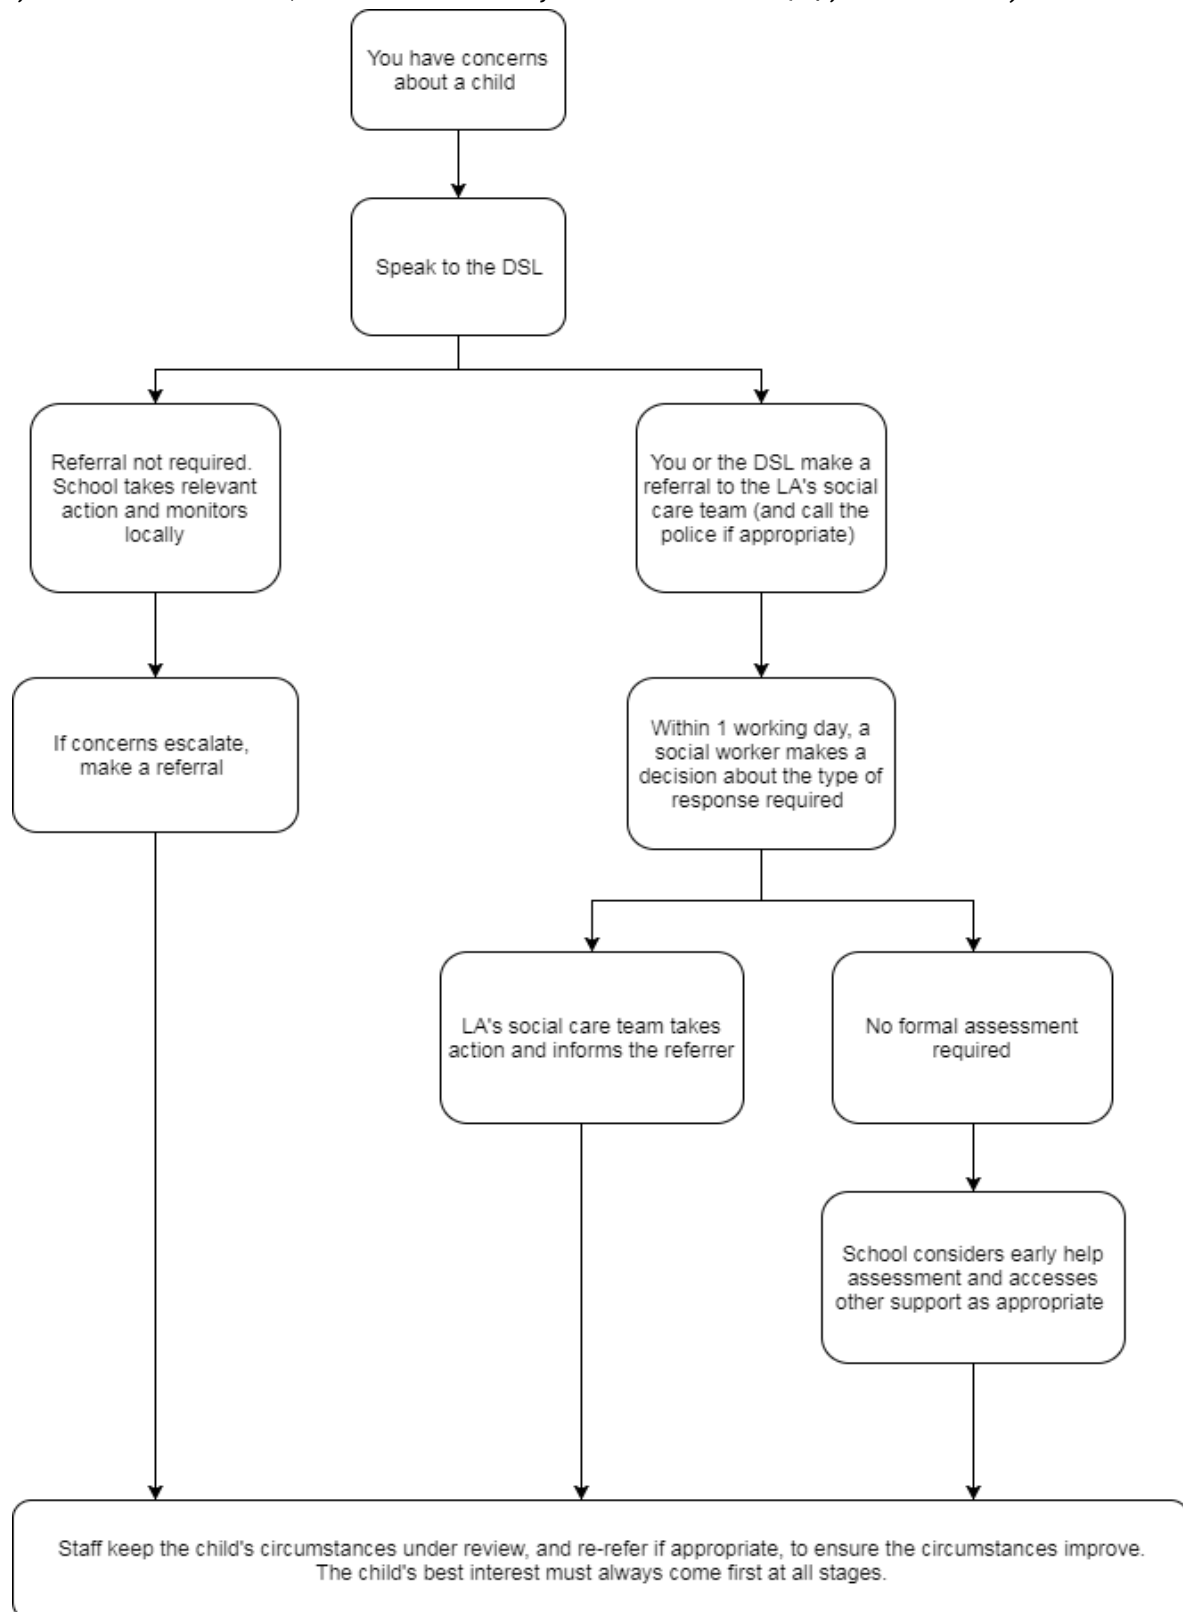 You have concerns
about a child
Speak to the DSL
Referral not required.
School takes relevant
action and monitors
locally
You or the DSL make a
referral to the LA's social
care team (and call the
police if appropriate)
If concerns escalate,
make a referral
Within 1 working day, a
social worker makes a
decision about the type of
response required
LA's social care team takes
action and informs the referrer
No formal assessment
required
School considers early help
assessment and accesses
other support as appropriate
Staff keep the child's circumstances under review, and re-refer if appropriate, to ensure the circumstances improve.
The child's best interest must always come first at all stages.